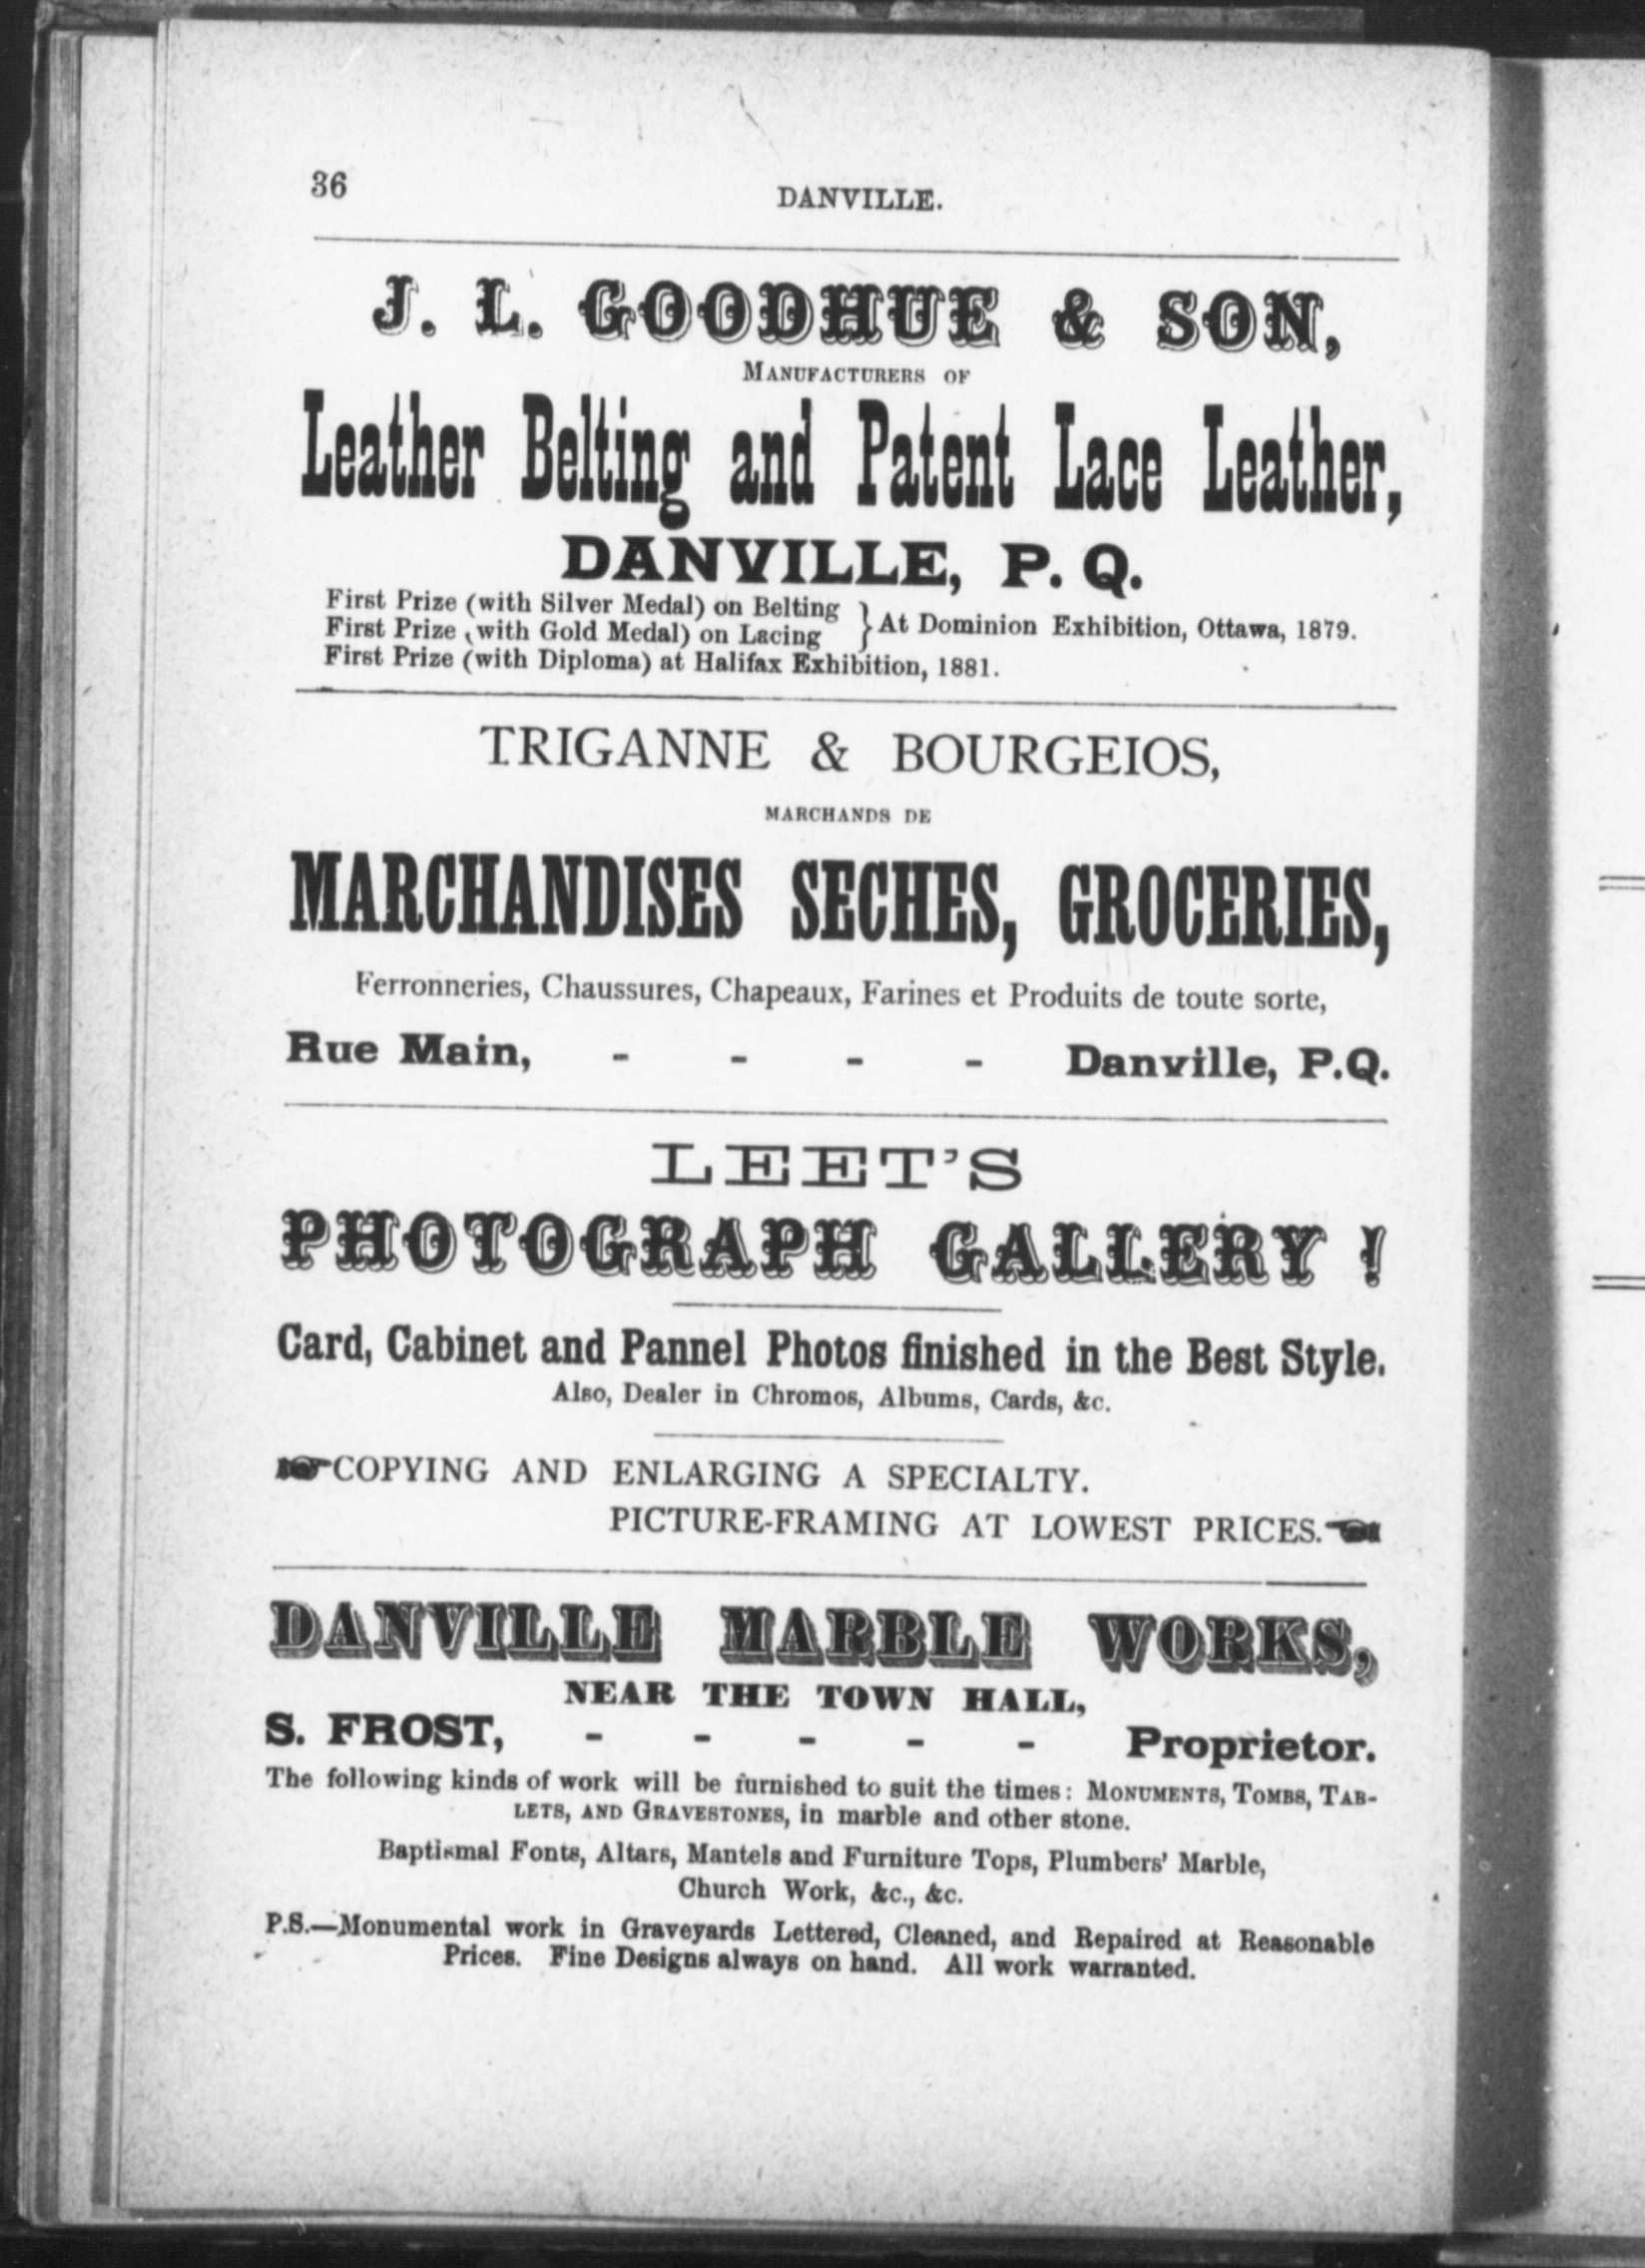 36
DANVILLE.
J. L. GOODHUE & SON,
MANUFACTURERS OF
Leather Belting and Patent Lace Leather,
DANVILLE, P. Q.
First Prize (with Silver Medal) on Belting
First Prize (with Gold Medal) on Lacing
} At Dominion Exhibition, Ottawa, 1879.
First Prize (with Diploma) at Halifax Exhibition, 1881.
TRIGANNE & BOURGEIOS,
MARCHANDS DE
MARCHANDISES SECHES, GROCERIES,
Ferronneries, Chaussures, Chapeaux, Farines et Produits de toute sorte,
Rue Main, - - - - Danville, P.Q.
LEET'S
PHOTOGRAPH GALLERY !
Card, Cabinet and Pannel Photos finished in the Best Style.
Also, Dealer in Chromos, Albums, Cards, &c.
☞COPYING AND ENLARGING A SPECIALTY.
PICTURE-FRAMING AT LOWEST PRICES.☜
DANVILLE MARBLE WORKS,
NEAR THE TOWN HALL,
S. FROST, - - - - - Proprietor.
The following kinds of work will be furnished to suit the times: MONUMENTS, TOMBS, TAB-
LETS, AND GRAVESTONES, in marble and other stone.
Baptismal Fonts, Altars, Mantels and Furniture Tops, Plumbers' Marble,
Church Work, &c., &c.
P.S.—Monumental work in Graveyards Lettered, Cleaned, and Repaired at Reasonable
Prices. Fine Designs always on hand. All work warranted.